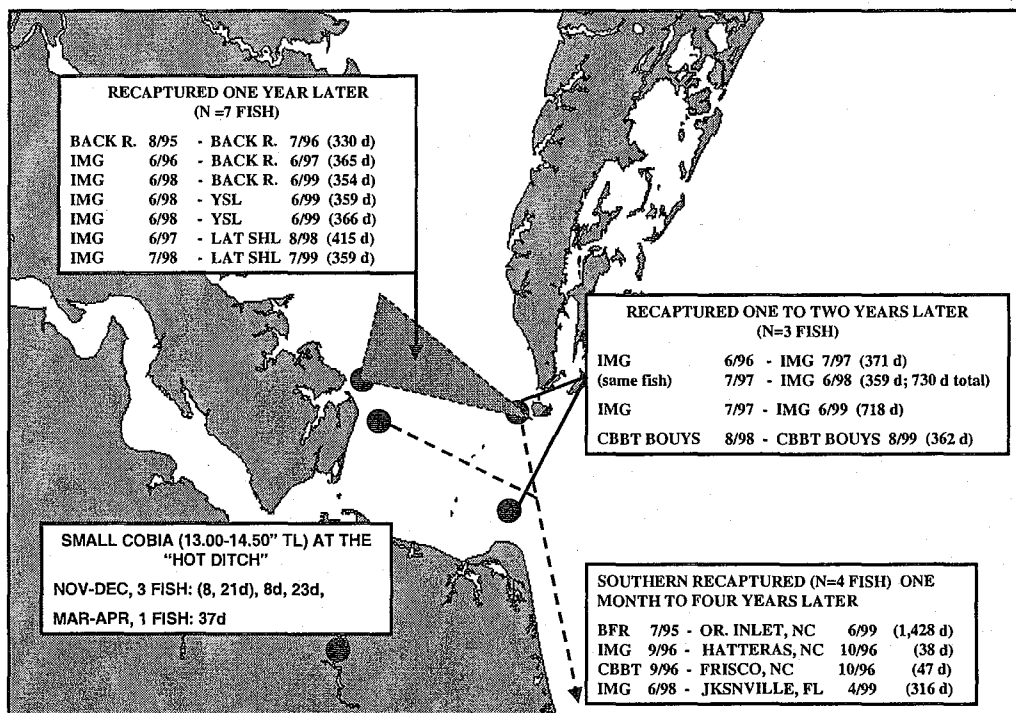 RECAPTURED ONE YEAR LATER
(N =7 FISH)
BACK R. 8/95 - BACK R. 7/96 (330 d)
IMG 6/96 - BACK R. 6/97 (365 d)
IMG 6/98 - BACK R. 6/99 (354 d)
IMG 6/98 - YSL 6/99 (359 d)
IMG 6/98 - YSL 6/99 (366 d)
IMG 6/97 - LAT SHL 8/98 (415 d)
IMG 7/98 - LAT SHL 7/99 (359 d)
RECAPTURED ONE TO TWO YEARS LATER
(N=3 FISH)
IMG 6/96 - IMG 7/97 (371 d)
(same fish) 7/97 - IMG 6/98 (359 d; 730 d total)
IMG 7/97 - IMG 6/99 (718 d)
CBBT BOUYS 8/98 - CBBT BOUYS 8/99 (362 d)
SMALL COBIA (13.00-14.50" TL) AT THE
"HOT DITCH"
NOV-DEC, 3 FISH: (8, 21d), 8d, 23d,
MAR-APR, 1 FISH: 37d
SOUTHERN RECAPTURED (N=4 FISH) ONE
MONTH TO FOUR YEARS LATER
BFR 7/95 - OR. INLET, NC 6/99 (1,428 d)
IMG 9/96 - HATTERAS, NC 10/96 (38 d)
CBBT 9/96 - FRISCO, NC 10/96 (47 d)
IMG 6/98 - JKSNVILLE, FL 4/99 (316 d)